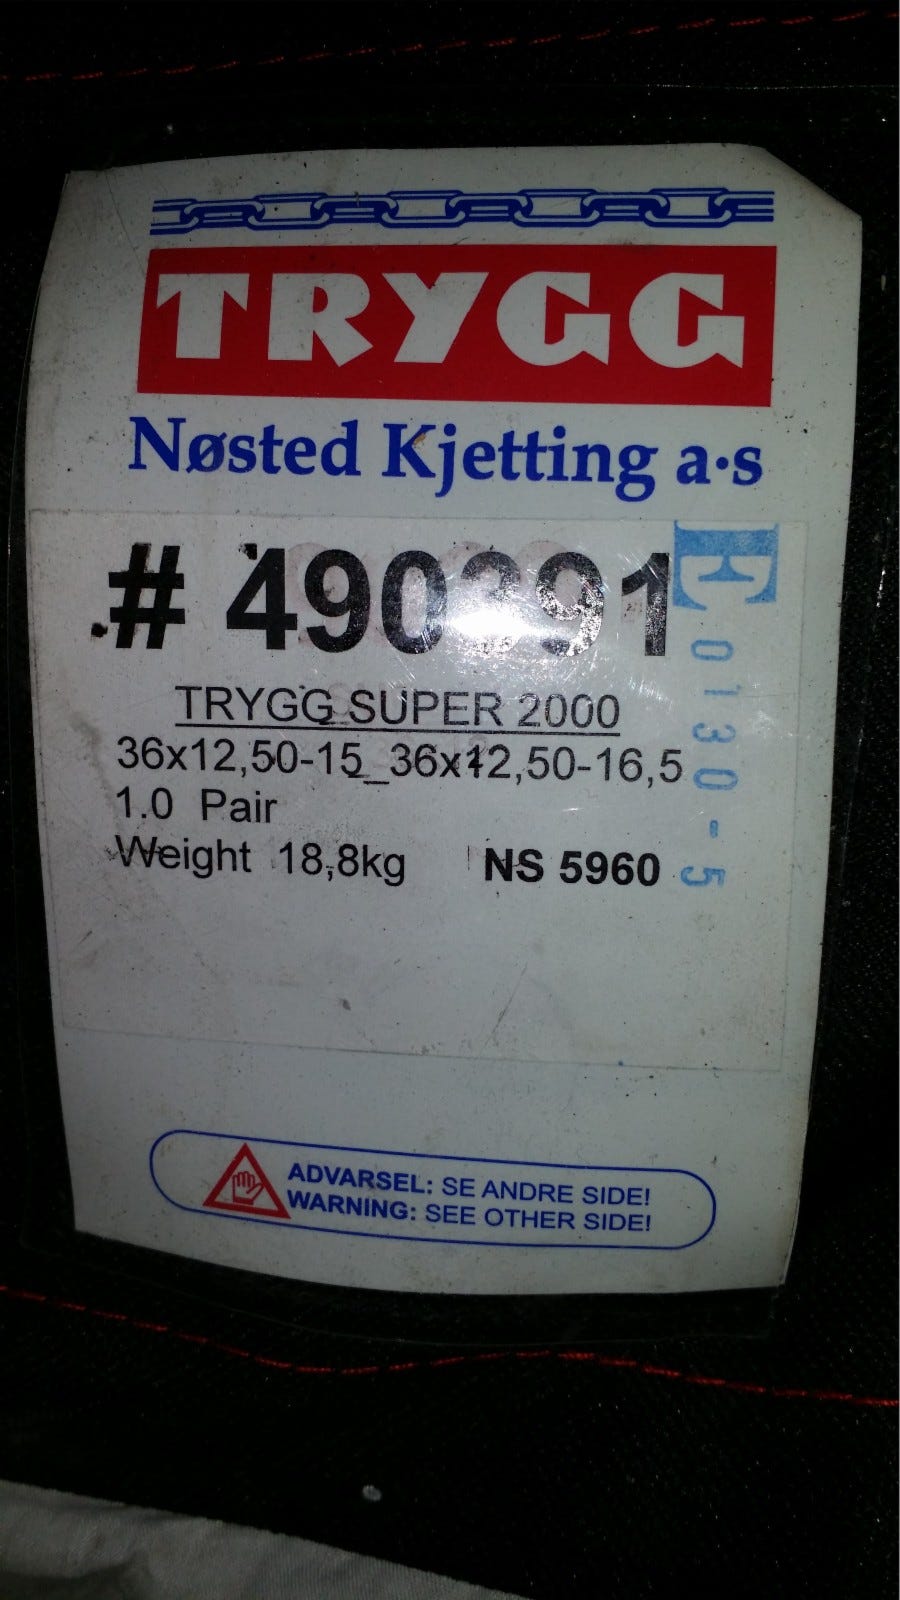 TRYGG
Nøsted Kjetting a·s
TRYGG SUPER 2000
36x12,50-15_36x12,50-16,5
1.0 Pair
Weight 18,8kg NS 5960
E 0130-5
ADVARSEL: SE ANDRE SIDE!
WARNING: SEE OTHER SIDE!